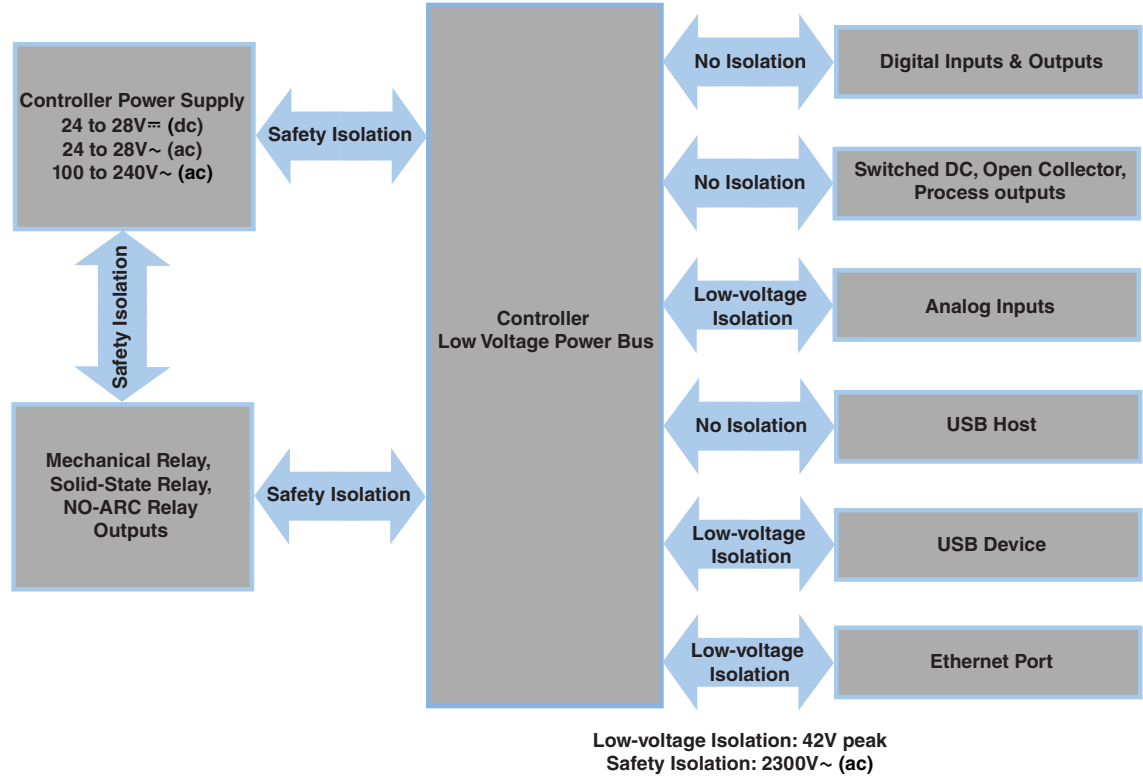 Controller Power Supply
24 to 28V⎓ (dc)
24 to 28V~ (ac)
100 to 240V~ (ac)
Safety Isolation
Safety Isolation
Mechanical Relay,
Solid-State Relay,
NO-ARC Relay
Outputs
Safety Isolation
Controller
Low Voltage Power Bus
No Isolation
Digital Inputs & Outputs
No Isolation
Switched DC, Open Collector,
Process outputs
Low-voltage
Isolation
Analog Inputs
No Isolation
USB Host
Low-voltage
Isolation
USB Device
Low-voltage
Isolation
Ethernet Port
Low-voltage Isolation: 42V peak
Safety Isolation: 2300V~ (ac)